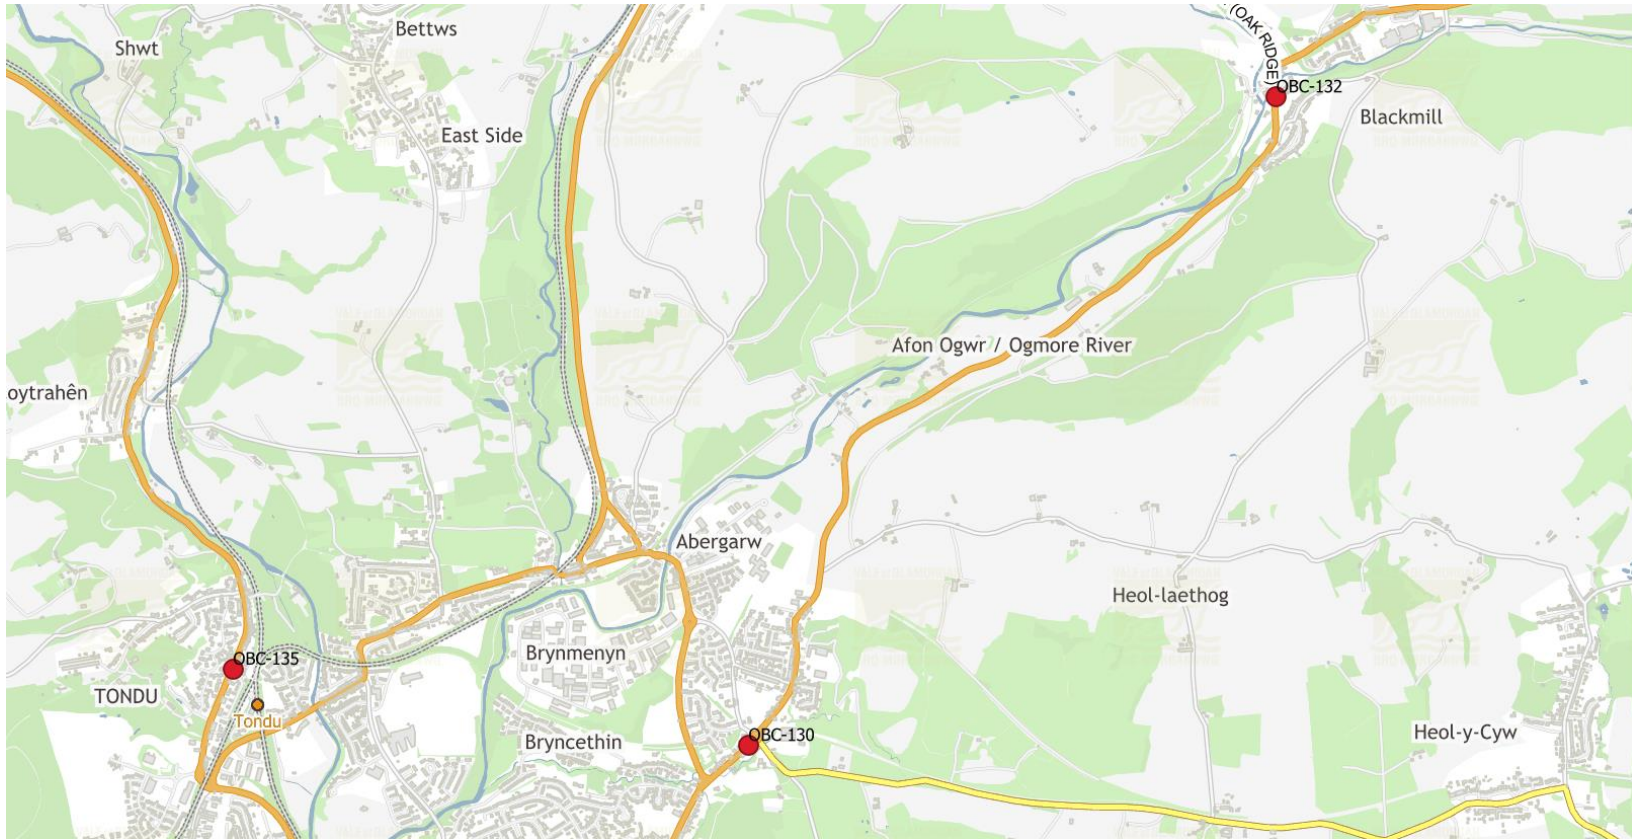 (OAK RIDGE)
Bettws
Shwt
OBC-132
Blackmill
East Side
Afon Ogwr / Ogmore River
oytrahên
Abergarw
Heol-laethog
Brynmenyn
OBC-135
TONDU
Tondu
OBC-130
Bryncethin
Heol-y-Cyw